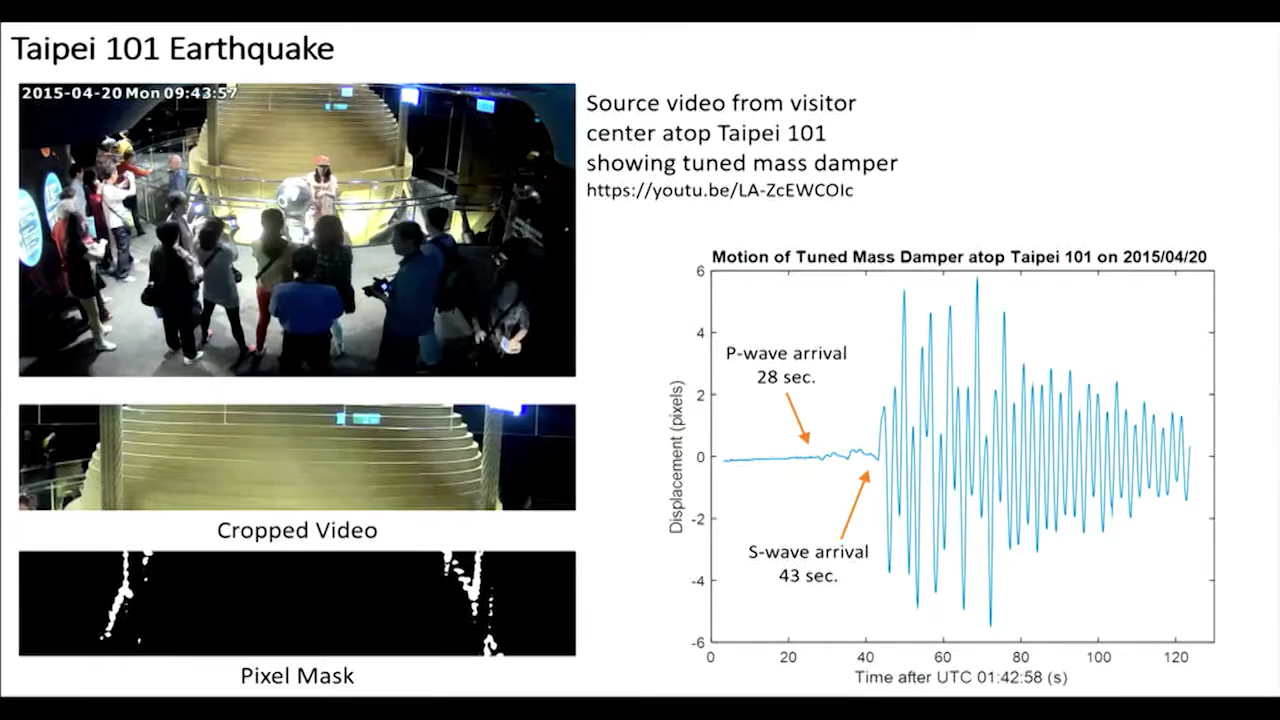 Taipei 101 Earthquake
2015-04-20 Mon 09:43:57
Source video from visitor
center atop Taipei 101
showing tuned mass damper
https://youtu.be/LA-ZcEWCOIc
Cropped Video
Pixel Mask
Motion of Tuned Mass Damper atop Taipei 101 on 2015/04/20
Displacement (pixels)
6
4
2
0
-2
-4
-6
P-wave arrival
28 sec.
S-wave arrival
43 sec.
0 20 40 60 80 100 120
Time after UTC 01:42:58 (s)